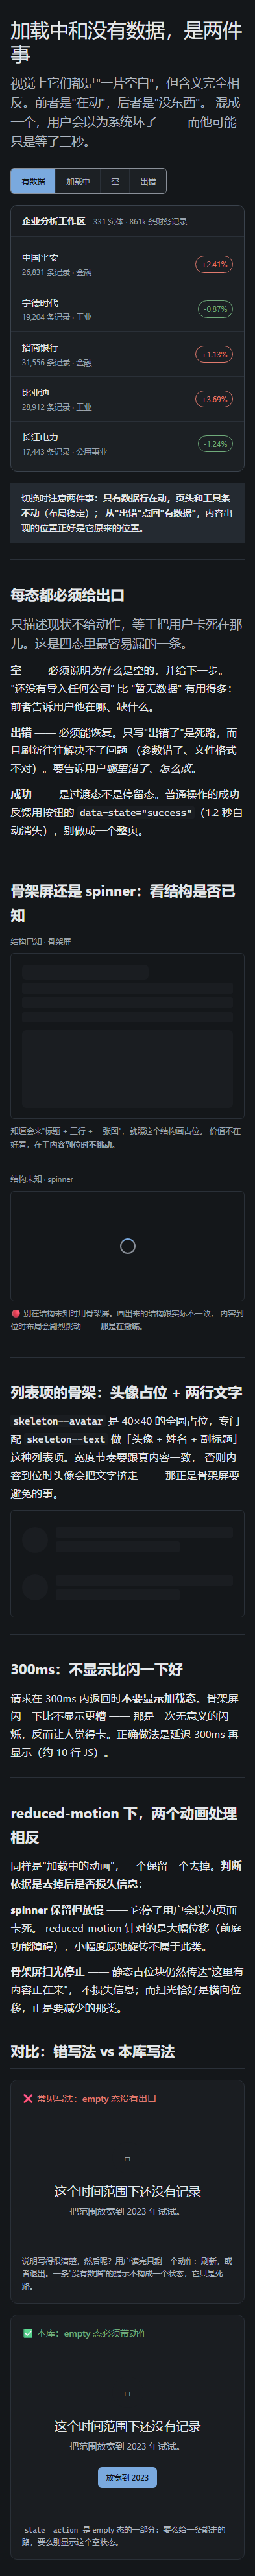 加载中和没有数据，是两件
事
视觉上它们都是"一片空白"，但含义完全相
反。前者是"在动"，后者是"没东西"。 混成
一个，用户会以为系统坏了 —— 而他可能
只是等了三秒。
有数据 加载中 空 出错
企业分析工作区 331 实体 · 861k 条财务记录
中国平安
26,831 条记录 · 金融
+2.41%
宁德时代
19,204 条记录 · 工业
-0.87%
招商银行
31,556 条记录 · 金融
+1.13%
比亚迪
28,912 条记录 · 工业
+3.69%
长江电力
17,443 条记录 · 公用事业
-1.24%
切换时注意两件事：只有数据行在动，页头和工具条
不动（布局稳定）； 从"出错"点回"有数据"，内容出
现的位置正好是它原来的位置。
每态都必须给出口
只描述现状不给动作，等于把用户卡死在那
儿。这是四态里最容易漏的一条。
空 —— 必须说明为什么是空的，并给下一步。
"还没有导入任何公司" 比 "暂无数据" 有用得多：
前者告诉用户他在哪、缺什么。
出错 —— 必须能恢复。只写"出错了"是死路，而
且刷新往往解决不了问题 （参数错了、文件格式
不对）。要告诉用户哪里错了、怎么改。
成功 —— 是过渡态不是停留态。普通操作的成功
反馈用按钮的 data-state="success" （1.2 秒自
动消失），别做成一个整页。
骨架屏还是 spinner：看结构是否已
知
结构已知 · 骨架屏
知道会来"标题 + 三行 + 一张图"，就照这个结构画占位。 价值不在
好看，在于内容到位时不跳动。
结构未知 · spinner
别在结构未知时用骨架屏。画出来的结构跟实际不一致， 内容到
位时布局会剧烈跳动 —— 那是在撒谎。
列表项的骨架：头像占位 + 两行文字
skeleton--avatar 是 40×40 的全圆占位，专门
配 skeleton--text 做「头像 + 姓名 + 副标题」
这种列表项。宽度节奏要跟真内容一致， 否则内
容到位时头像会把文字挤走 —— 那正是骨架屏要
避免的事。
300ms：不显示比闪一下好
请求在 300ms 内返回时不要显示加载态。骨架屏
闪一下比不显示更糟 —— 那是一次无意义的闪
烁，反而让人觉得卡。正确做法是延迟 300ms 再
显示（约 10 行 JS）。
reduced-motion 下，两个动画处理
相反
同样是"加载中的动画"，一个保留一个去掉。判断
依据是去掉后是否损失信息：
spinner 保留但放慢 —— 它停了用户会以为页面
卡死。 reduced-motion 针对的是大幅位移（前庭
功能障碍），小幅度原地旋转不属于此类。
骨架屏扫光停止 —— 静态占位块仍然传达"这里有
内容正在来"， 不损失信息；而扫光恰好是横向位
移，正是要减少的那类。
对比：错写法 vs 本库写法
❌ 常见写法：empty 态没有出口
这个时间范围下还没有记录
把范围放宽到 2023 年试试。
说明写得很清楚，然后呢？用户读完只剩一个动作：刷新，或
者退出。一条"没有数据"的提示不构成一个状态，它只是死
路。
✅ 本库：empty 态必须带动作
这个时间范围下还没有记录
把范围放宽到 2023 年试试。
放宽到 2023
state__action 是 empty 态的一部分：要么给一条能走的
路，要么别显示这个空状态。